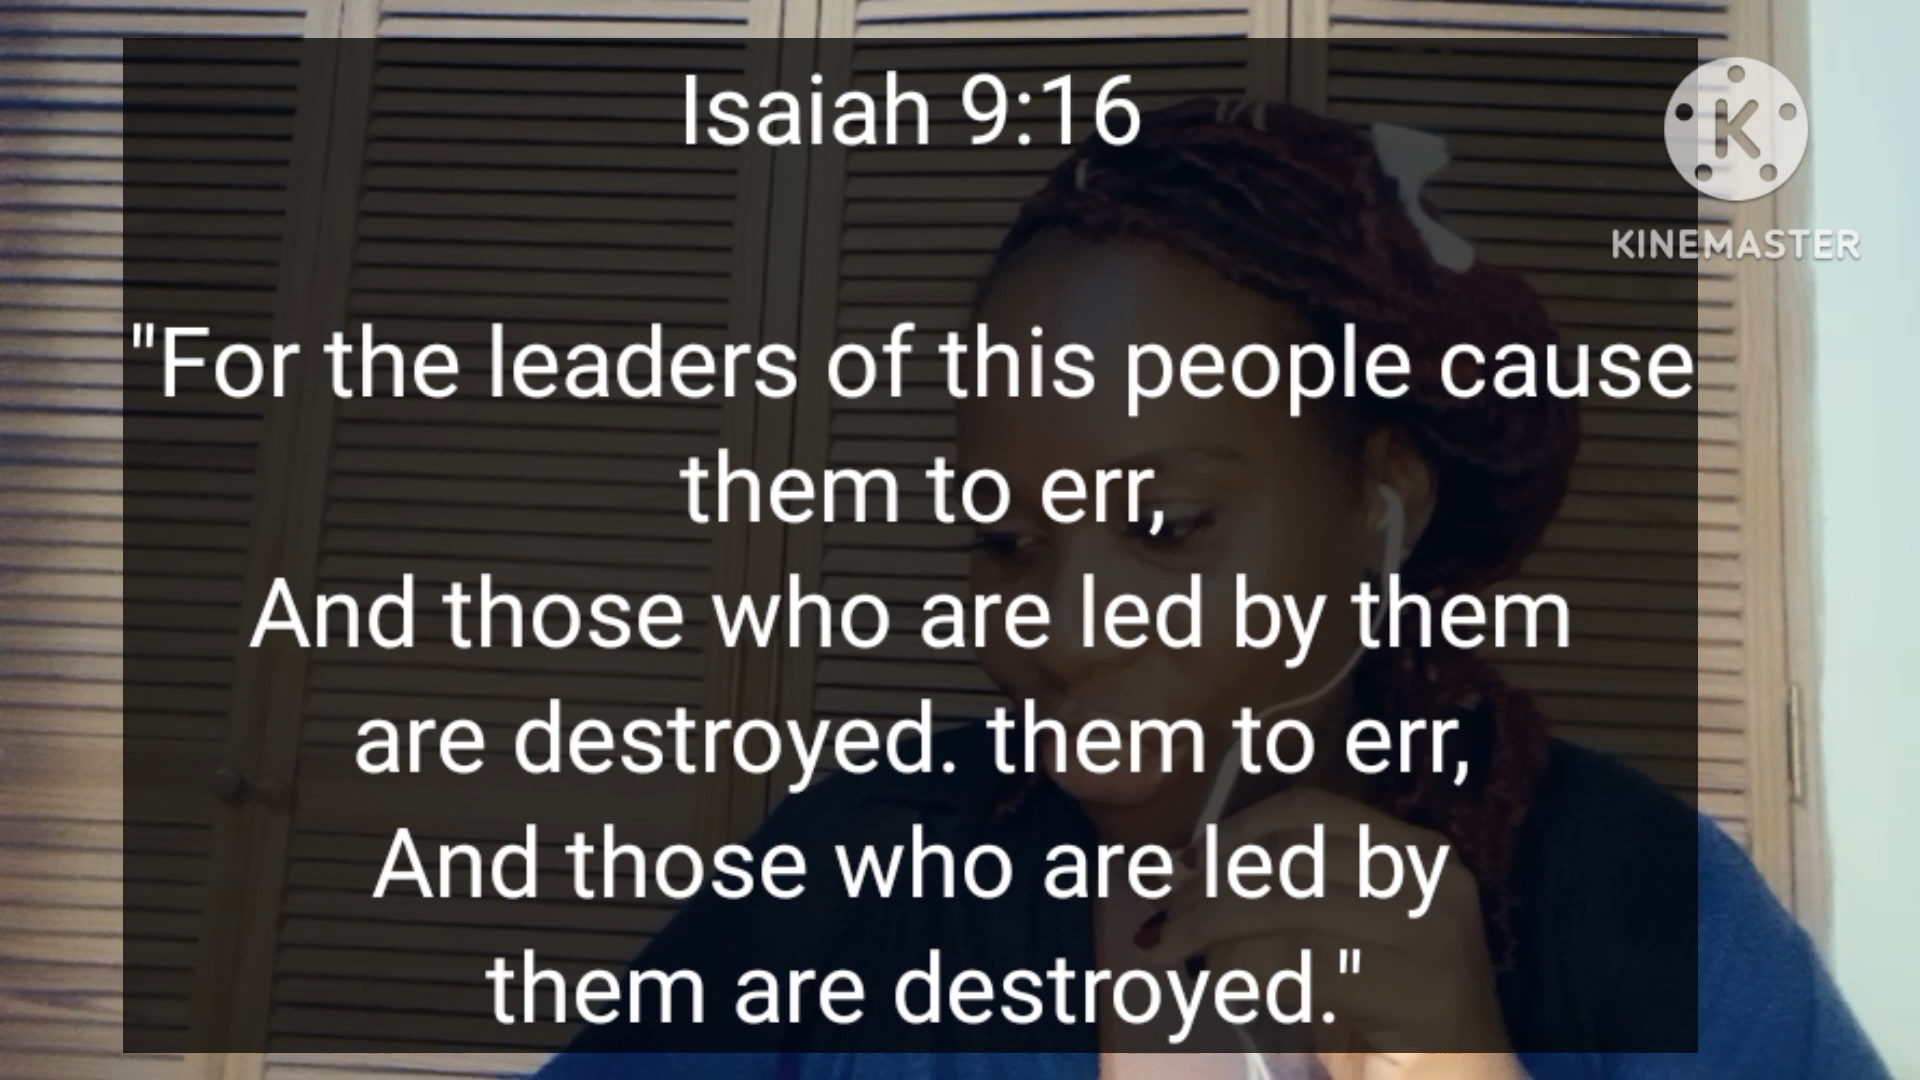 Isaiah 9:16
"For the leaders of this people cause
them to err,
And those who are led by them
are destroyed. them to err,
And those who are led by
them are destroyed."
K
KINEMASTER